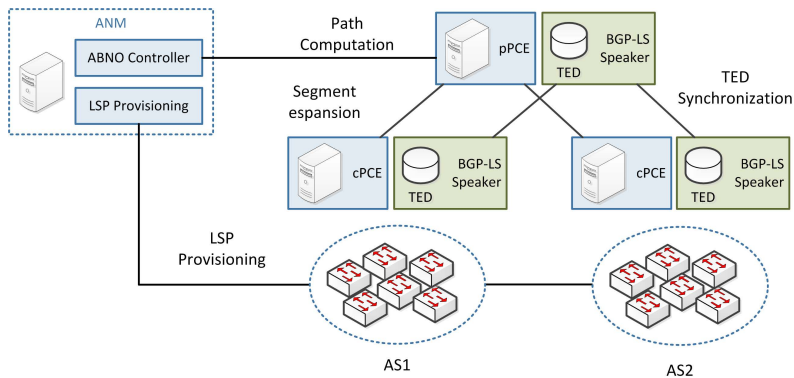 ANM
ABNO Controller
LSP Provisioning
Path
Computation
pPCE
BGP-LS
Speaker
TED
TED
Synchronization
Segment
expansion
cPCE
BGP-LS
Speaker
TED
cPCE
BGP-LS
Speaker
TED
LSP
Provisioning
AS1
AS2